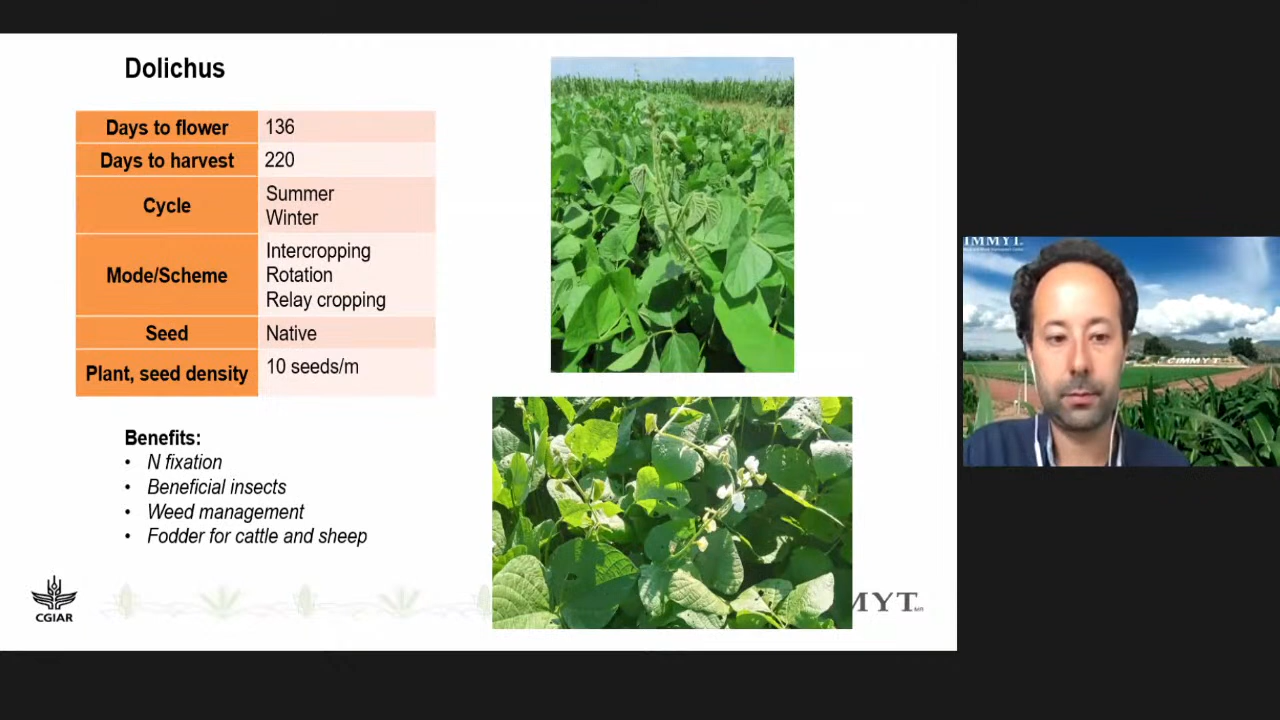 Dolichus
Days to flower 136
Days to harvest 220
Cycle Summer
Winter
Mode/Scheme Intercropping
Rotation
Relay cropping
Seed Native
Plant, seed density 10 seeds/m
Benefits:
• N fixation
• Beneficial insects
• Weed management
• Fodder for cattle and sheep
CGIAR
MYT
IMMYT
CIMMYT